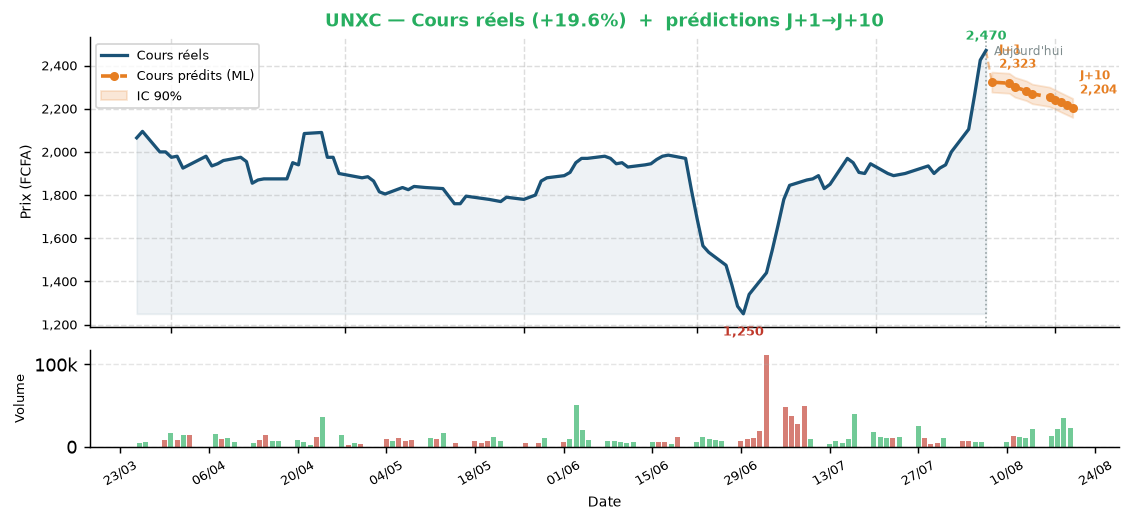 UNXC — Cours réels (+19.6%)  +  prédictions J+1→J+10
Cours réels
Cours prédits (ML)
IC 90%
2,470
Aujourd'hui
J+1
2,323
J+10
2,204
1,250
Prix (FCFA)
2,400
2,200
2,000
1,800
1,600
1,400
1,200
Volume
100k
0
23/03
06/04
20/04
04/05
18/05
01/06
15/06
29/06
13/07
27/07
10/08
24/08
Date